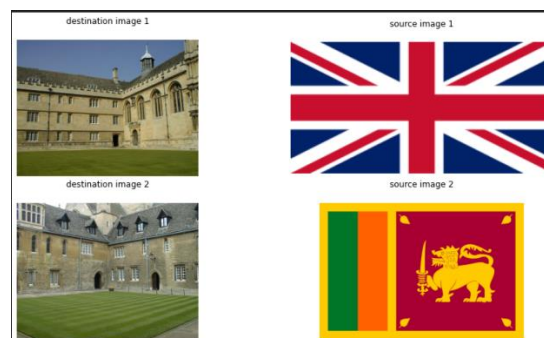 destination image 1
source image 1
destination image 2
source image 2